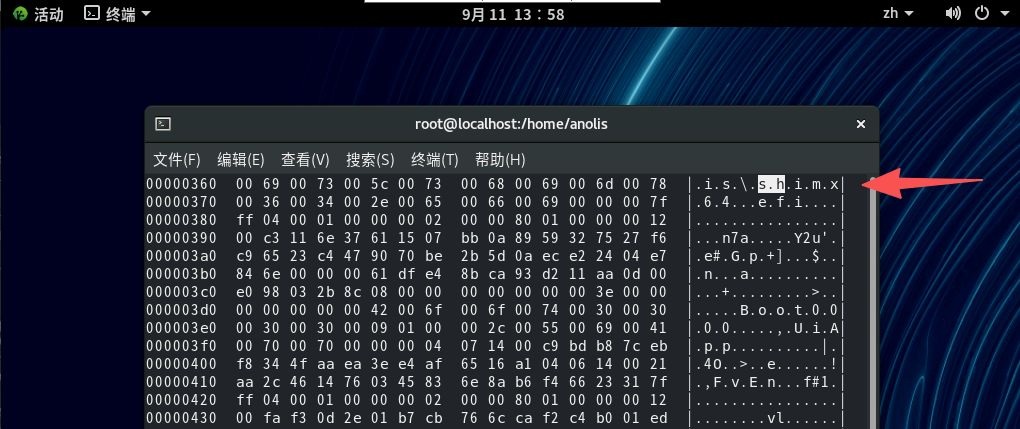 活动 终端 9月 11 13：58 zh
root@localhost:/home/anolis ×
文件(F) 编辑(E) 查看(V) 搜索(S) 终端(T) 帮助(H)
00000360  00 69 00 73 00 5c 00 73  00 68 00 69 00 6d 00 78  |.i.s.\.s.h.i.m.x|
00000370  00 36 00 34 00 2e 00 65  00 66 00 69 00 00 00 7f  |.6.4...e.f.i....|
00000380  ff 04 00 01 00 00 00 02  00 00 80 01 00 00 00 12  |................|
00000390  00 c3 11 6e 37 61 15 07  bb 0a 89 59 32 75 27 f6  |...n7a.....Y2u'.|
000003a0  c9 65 23 c4 47 90 70 be  2b 5d 0a ec e2 24 04 e7  |.e#.G.p.+]...$..|
000003b0  84 6e 00 00 00 61 df e4  8b ca 93 d2 11 aa 0d 00  |.n...a..........|
000003c0  e0 98 03 2b 8c 08 00 00  00 00 00 00 00 3e 00 00  |...+.........>..|
000003d0  00 00 00 00 00 42 00 6f  00 6f 00 74 00 30 00 30  |.....B.o.o.t.0.0|
000003e0  00 30 00 30 00 09 01 00  00 2c 00 55 00 69 00 41  |.0.0.....,.U.i.A|
000003f0  00 70 00 70 00 00 00 04  07 14 00 c9 bd b8 7c eb  |.p.p..........|.|
00000400  f8 34 4f aa ea 3e e4 af  65 16 a1 04 06 14 00 21  |.4O..>..e......!|
00000410  aa 2c 46 14 76 03 45 83  6e 8a b6 f4 66 23 31 7f  |.,F.v.E.n...f#1.|
00000420  ff 04 00 01 00 00 00 02  00 00 80 01 00 00 00 12  |................|
00000430  00 fa f3 0d 2e 01 b7 cb  76 6c ca f2 c4 b0 01 ed  |........vl......|